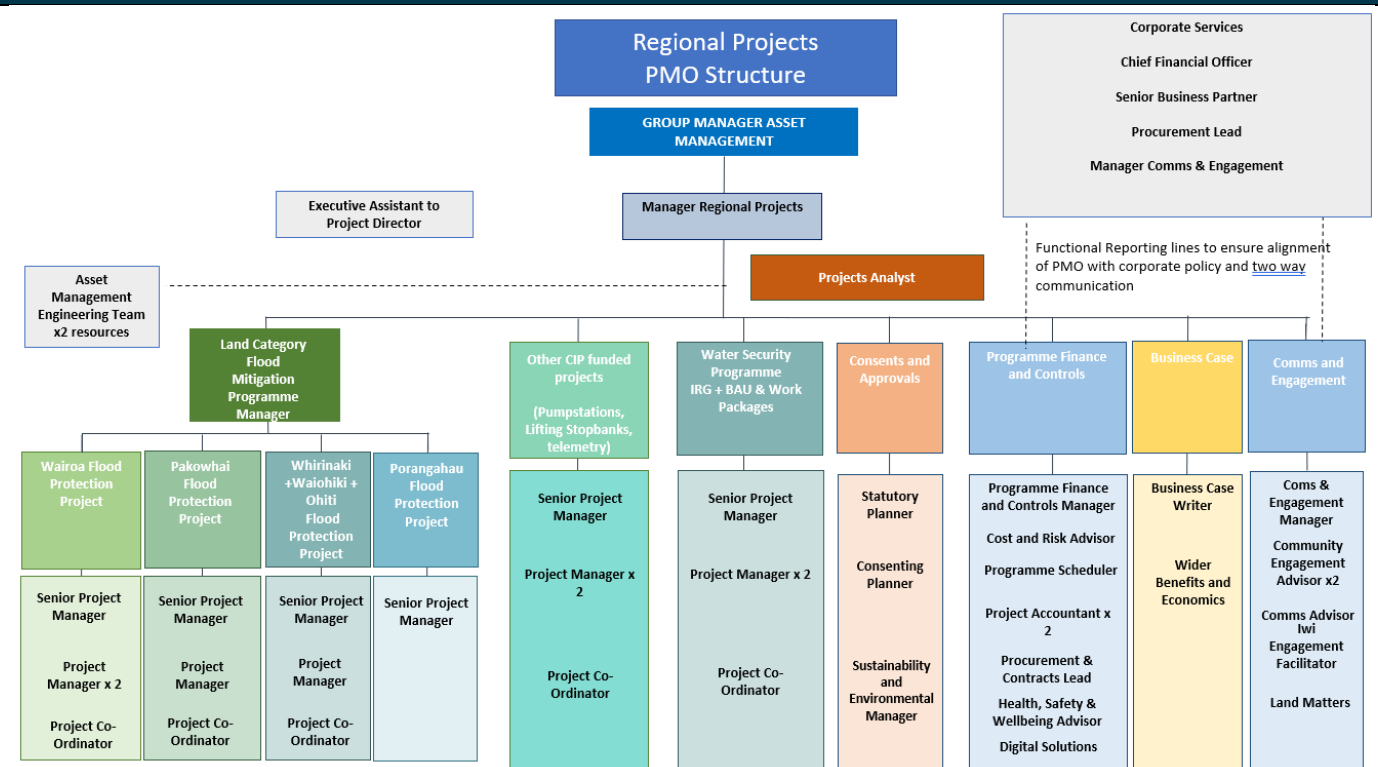 Regional Projects
PMO Structure
Corporate Services
Chief Financial Officer
Senior Business Partner
Procurement Lead
Manager Comms & Engagement
GROUP MANAGER ASSET
MANAGEMENT
Executive Assistant to
Project Director
Manager Regional Projects
Functional Reporting lines to ensure alignment
of PMO with corporate policy and two way
communication
Asset
Management
Engineering Team
x2 resources
Projects Analyst
Land Category
Flood
Mitigation
Programme
Manager
Other CIP funded
projects
(Pumpstations,
Lifting Stopbanks,
telemetry)
Water Security
Programme
IRG + BAU & Work
Packages
Consents and
Approvals
Programme Finance
and Controls
Business Case
Comms and
Engagement
Wairoa Flood
Protection
Project
Pakowhai
Flood
Protection
Project
Whirinaki
+Waiohiki +
Ohiti
Flood
Protection
Project
Porangahau
Flood
Protection
Project
Senior Project
Manager
Project
Manager x 2
Project Co-
Ordinator
Senior Project
Manager
Project
Manager
Project Co-
Ordinator
Senior Project
Manager
Project
Manager
Project Co-
Ordinator
Senior Project
Manager
Senior Project
Manager
Project Manager x
2
Project Co-
Ordinator
Senior Project
Manager
Project Manager x 2
Project Co-
Ordinator
Statutory
Planner
Consenting
Planner
Sustainability
and
Environmental
Manager
Programme Finance
and Controls Manager
Cost and Risk Advisor
Programme Scheduler
Project Accountant x
2
Procurement &
Contracts Lead
Health, Safety &
Wellbeing Advisor
Digital Solutions
Business Case
Writer
Wider
Benefits and
Economics
Coms &
Engagement
Manager
Community
Engagement
Advisor x2
Comms Advisor
Iwi
Engagement
Facilitator
Land Matters